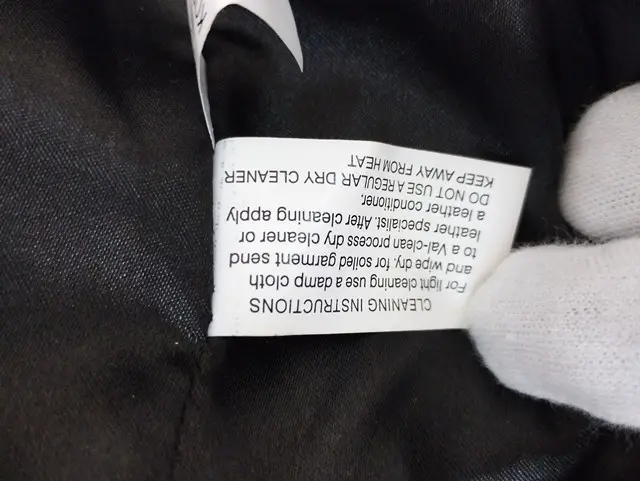 CLEANING INSTRUCTIONS
For light cleaning use a damp cloth
and wipe dry. for soiled garment send
to a Val-clean process dry cleaner or
leather specialist. After cleaning apply
a leather conditioner.
DO NOT USE A REGULAR DRY CLEANER
KEEP AWAY FROM HEAT